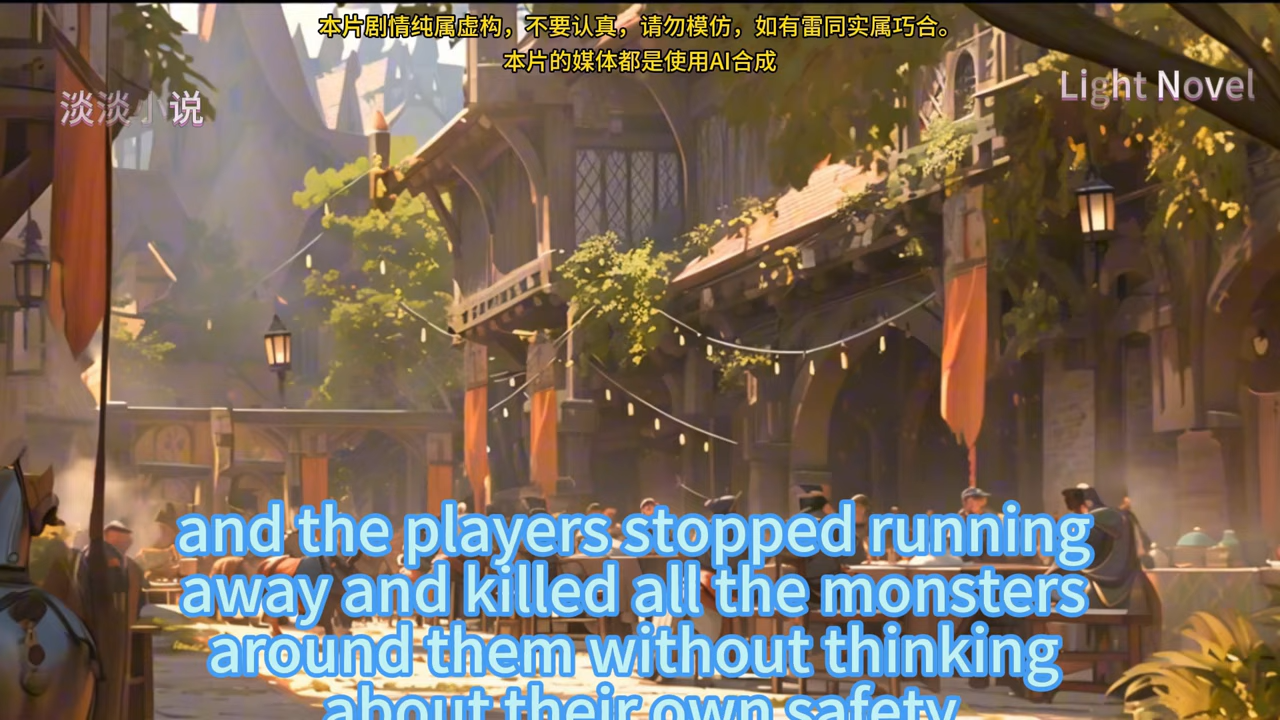 本片剧情纯属虚构，不要认真，请勿模仿，如有雷同实属巧合。
本片的媒体都是使用AI合成
Light Novel
淡淡小说
and the players stopped running
away and killed all the monsters
around them without thinking
about their own safety